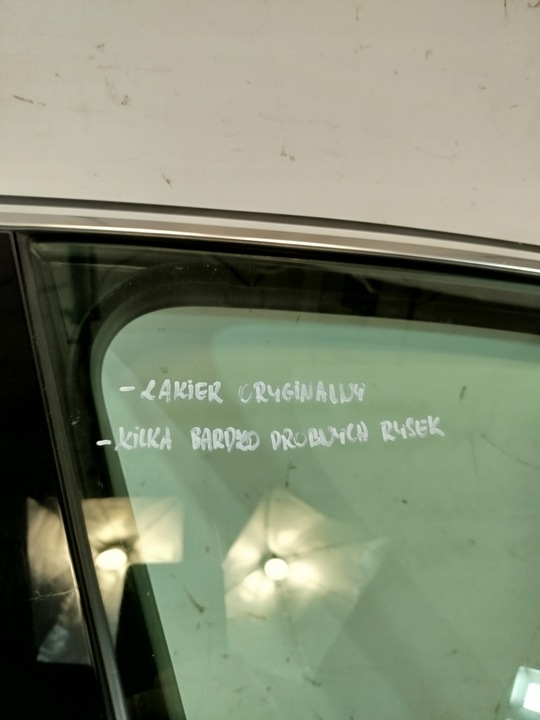 - LAKiER ORYGiNALNY
- KiLKA BARDZO DROBNYCH RYSEK